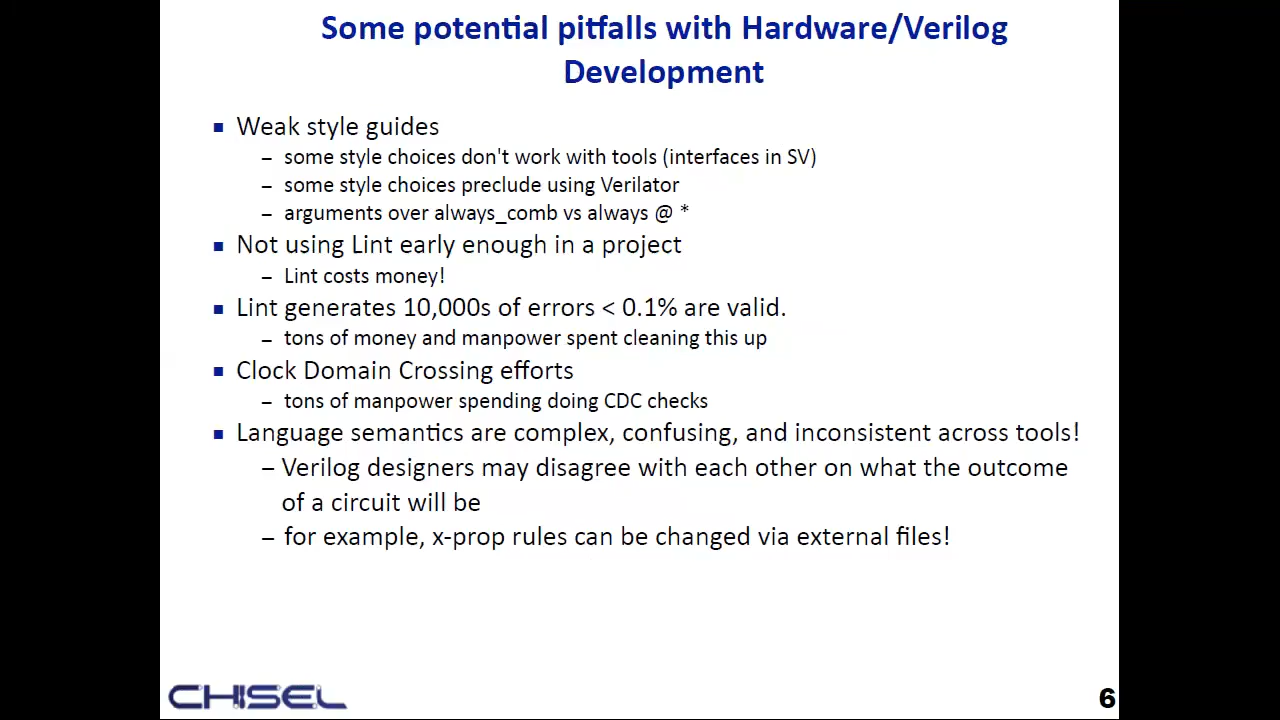 Some potential pitfalls with Hardware/Verilog
Development
▪ Weak style guides
– some style choices don't work with tools (interfaces in SV)
– some style choices preclude using Verilator
– arguments over always_comb vs always @ *
▪ Not using Lint early enough in a project
– Lint costs money!
▪ Lint generates 10,000s of errors < 0.1% are valid.
– tons of money and manpower spent cleaning this up
▪ Clock Domain Crossing efforts
– tons of manpower spending doing CDC checks
▪ Language semantics are complex, confusing, and inconsistent across tools!
– Verilog designers may disagree with each other on what the outcome
of a circuit will be
– for example, x-prop rules can be changed via external files!
CHISEL
6